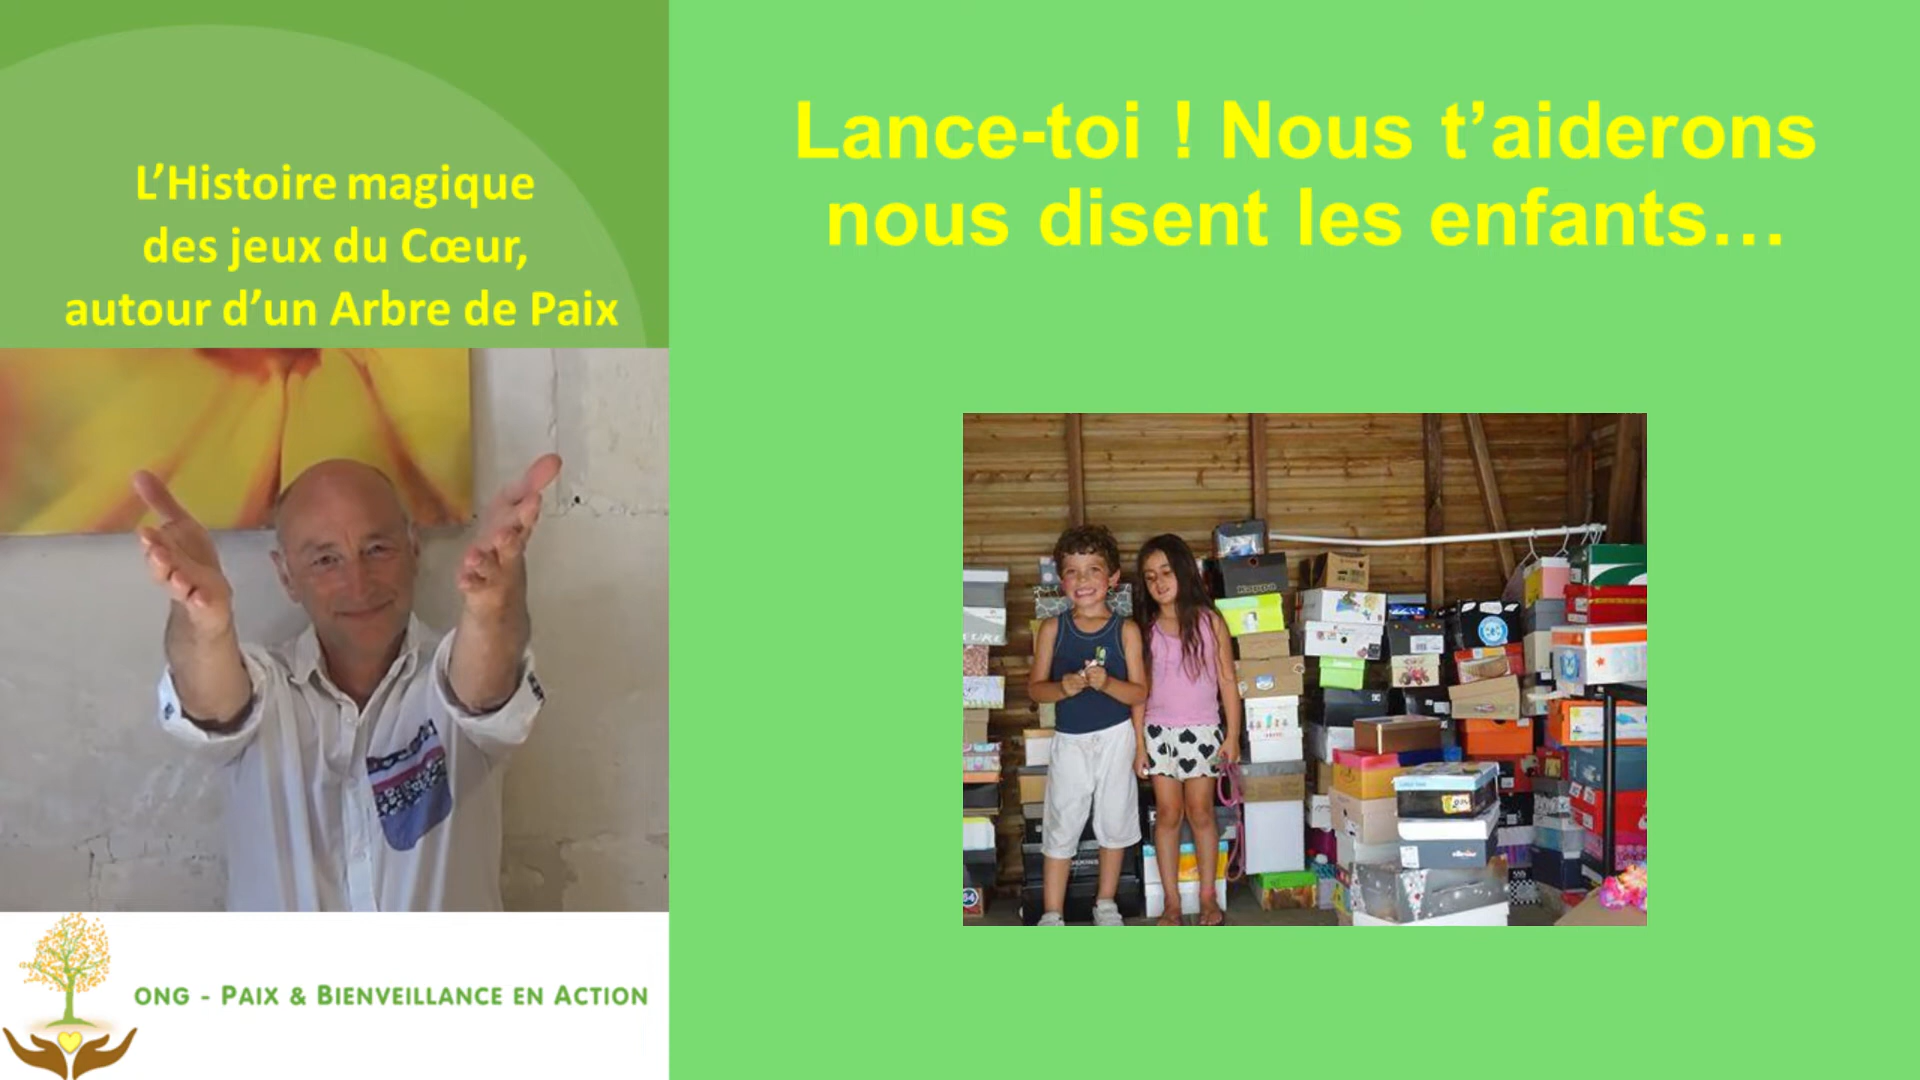 L’Histoire magique
des jeux du Cœur,
autour d’un Arbre de Paix
ONG - PAIX & BIENVEILLANCE EN ACTION
Lance-toi ! Nous t’aiderons
nous disent les enfants…
Kappa